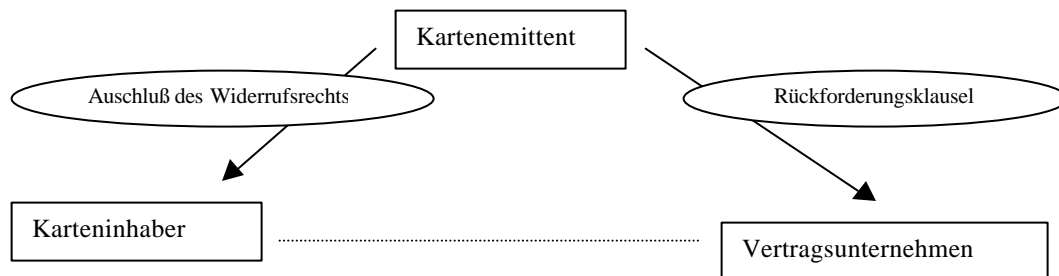 Kartenemittent
Auschluß des Widerrufsrechts
Rückforderungsklausel
Karteninhaber
Vertragsunternehmen